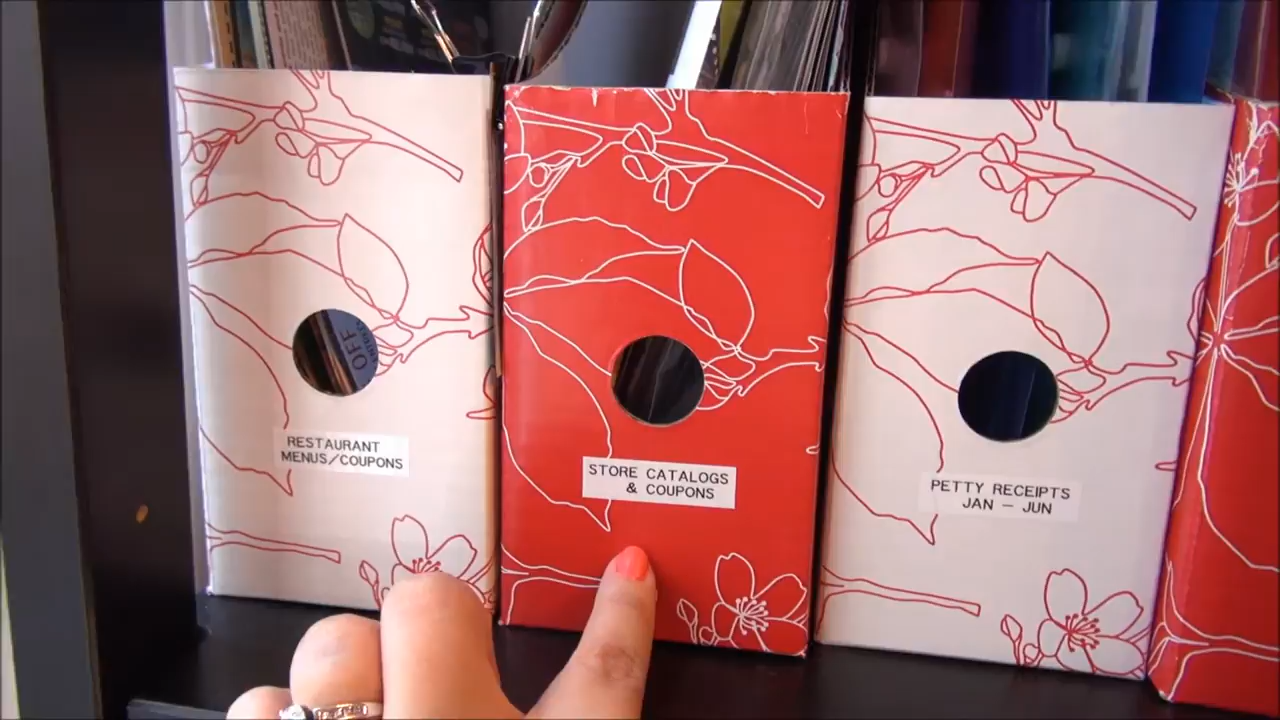 OFF
RESTAURANT
MENUS/COUPONS
STORE CATALOGS
& COUPONS
PETTY RECEIPTS
JAN - JUN